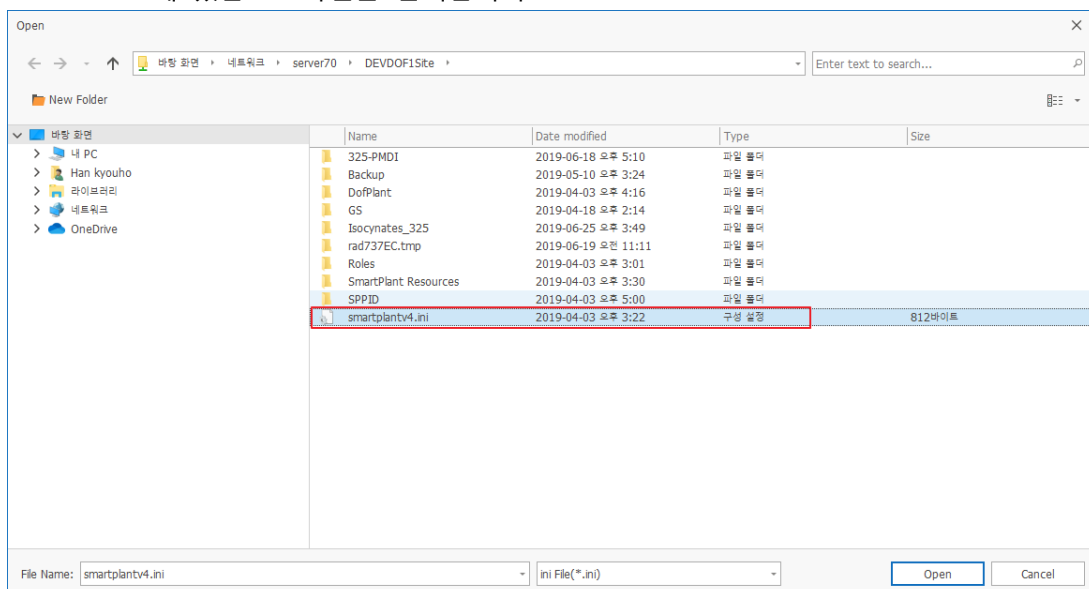 Open
바탕 화면 › 네트워크 › server70 › DEVDOF1Site ›
Enter text to search...
New Folder
바탕 화면
내 PC
Han kyouho
라이브러리
네트워크
OneDrive
Name Date modified Type Size
325-PMDI 2019-06-18 오후 5:10 파일 폴더
Backup 2019-05-10 오후 3:24 파일 폴더
DofPlant 2019-04-03 오후 4:16 파일 폴더
GS 2019-04-18 오후 2:14 파일 폴더
Isocynates_325 2019-06-25 오후 3:49 파일 폴더
rad737EC.tmp 2019-06-19 오전 11:11 파일 폴더
Roles 2019-04-03 오후 3:01 파일 폴더
SmartPlant Resources 2019-04-03 오후 3:30 파일 폴더
SPPID 2019-04-03 오후 5:00 파일 폴더
smartplantv4.ini 2019-04-03 오후 3:22 구성 설정 812바이트
File Name: smartplantv4.ini ini File(*.ini) Open Cancel